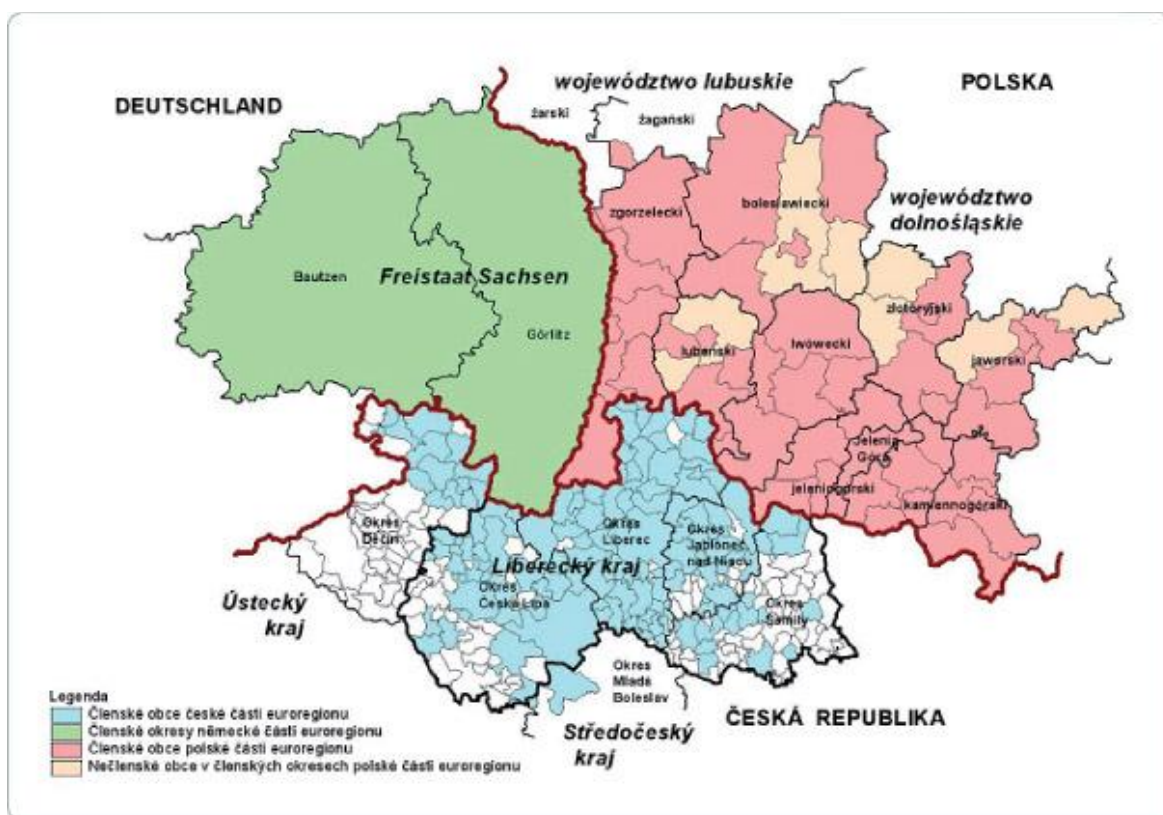 DEUTSCHLAND
województwo lubuskie
POLSKA
żarski
żagański
zgorzelecki
boleslawiecki
województwo
dolnośląskie
Bautzen
Freistaat Sachsen
Görlitz
złotoryjski
lubański
lwowecki
jaworski
Jelenia
Góra
jeleniogórski
kamiennogórski
Okres
Děčín
Okres
Liberec
Okres
Jablonec
nad Nisou
Liberecký kraj
Okres
Česká Lípa
Ústecký
kraj
Okres
Semily
Okres
Mladá
Boleslav
Středočeský
kraj
ČESKÁ REPUBLIKA
Legenda
Členské obce české části euroregionu
Členské okresy německé části euroregionu
Členské obce polské části euroregionu
Nečlenské obce v členských okresech polské části euroregionu